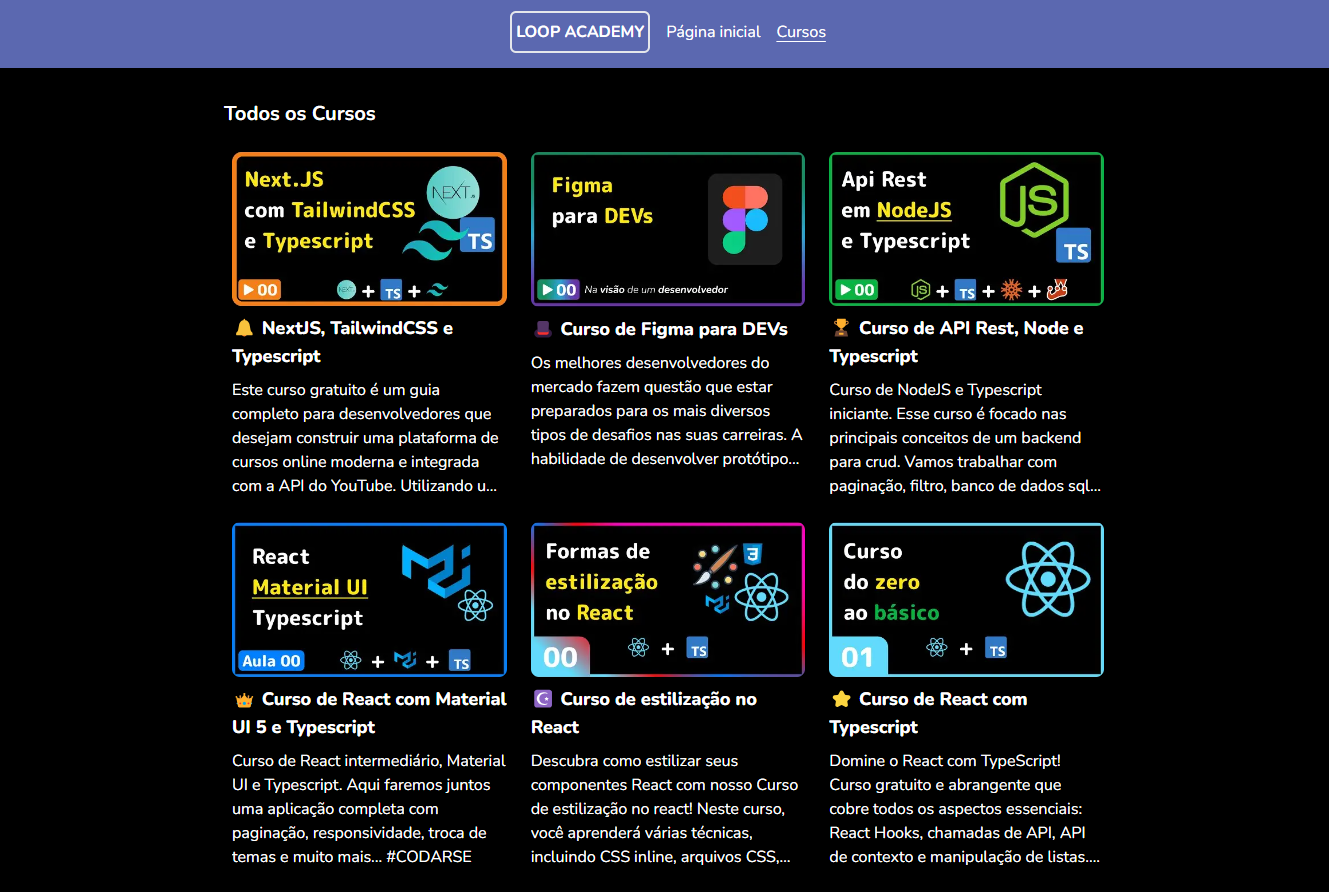 LOOP ACADEMY
Página inicial
Cursos
Todos os Cursos
Next.JS
com TailwindCSS
e Typescript
NEXT.JS
TS
00
NEXT.JS + TS +
🔔 NextJS, TailwindCSS e
Typescript
Este curso gratuito é um guia
completo para desenvolvedores que
desejam construir uma plataforma de
cursos online moderna e integrada
com a API do YouTube. Utilizando u...
Figma
para DEVs
00 Na visão de um desenvolvedor
🎩 Curso de Figma para DEVs
Os melhores desenvolvedores do
mercado fazem questão que estar
preparados para os mais diversos
tipos de desafios nas suas carreiras. A
habilidade de desenvolver protótipo...
Api Rest
em NodeJS
e Typescript
JS
TS
00
JS + TS + +
🏆 Curso de API Rest, Node e
Typescript
Curso de NodeJS e Typescript
iniciante. Esse curso é focado nas
principais conceitos de um backend
para crud. Vamos trabalhar com
paginação, filtro, banco de dados sql...
React
Material UI
Typescript
Aula 00
+ + TS
👑 Curso de React com Material
UI 5 e Typescript
Curso de React intermediário, Material
UI e Typescript. Aqui faremos juntos
uma aplicação completa com
paginação, responsividade, troca de
temas e muito mais... #CODARSE
Formas de
estilização
no React
3
00
+ TS
☪️ Curso de estilização no
React
Descubra como estilizar seus
componentes React com nosso Curso
de estilização no react! Neste curso,
você aprenderá várias técnicas,
incluindo CSS inline, arquivos CSS,...
Curso
do zero
ao básico
01
+ TS
⭐ Curso de React com
Typescript
Domine o React com TypeScript!
Curso gratuito e abrangente que
cobre todos os aspectos essenciais:
React Hooks, chamadas de API, API
de contexto e manipulação de listas....